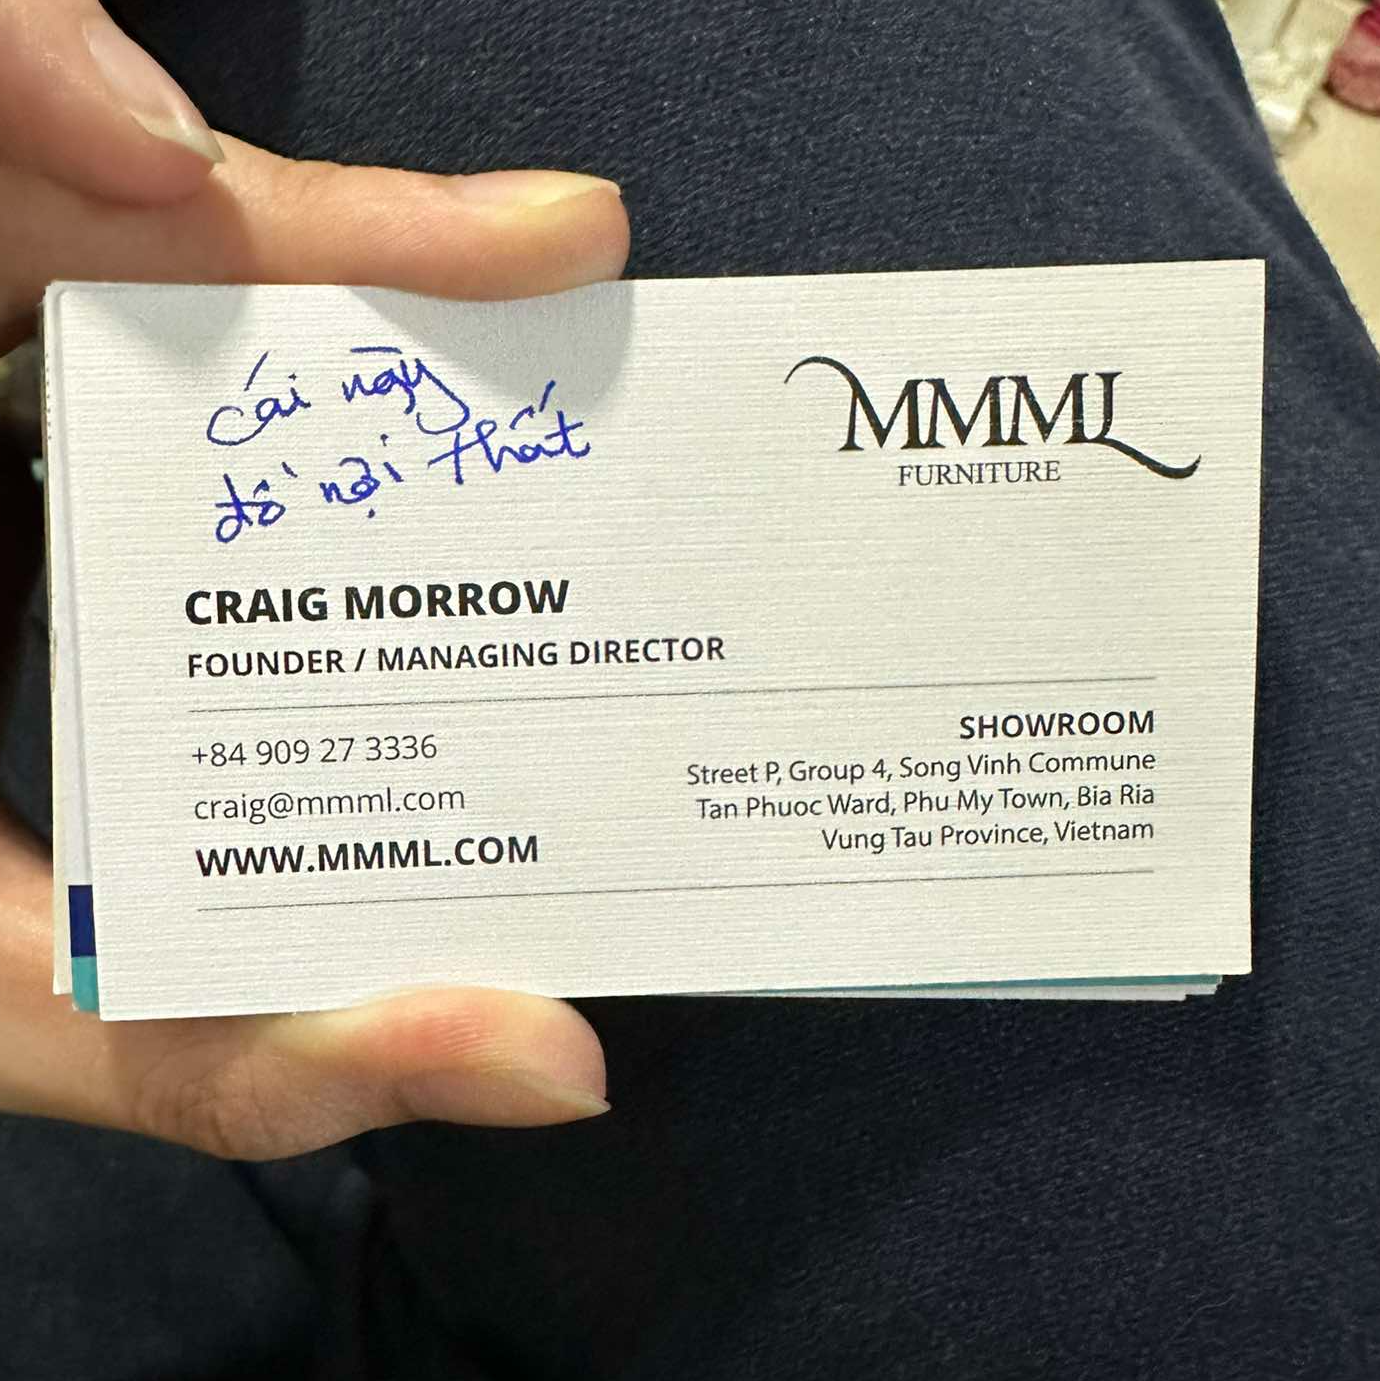 cái này
đồ nội thất
MMML
FURNITURE
CRAIG MORROW
FOUNDER / MANAGING DIRECTOR
+84 909 27 3336
craig@mmml.com
WWW.MMML.COM
SHOWROOM
Street P, Group 4, Song Vinh Commune
Tan Phuoc Ward, Phu My Town, Bia Ria
Vung Tau Province, Vietnam